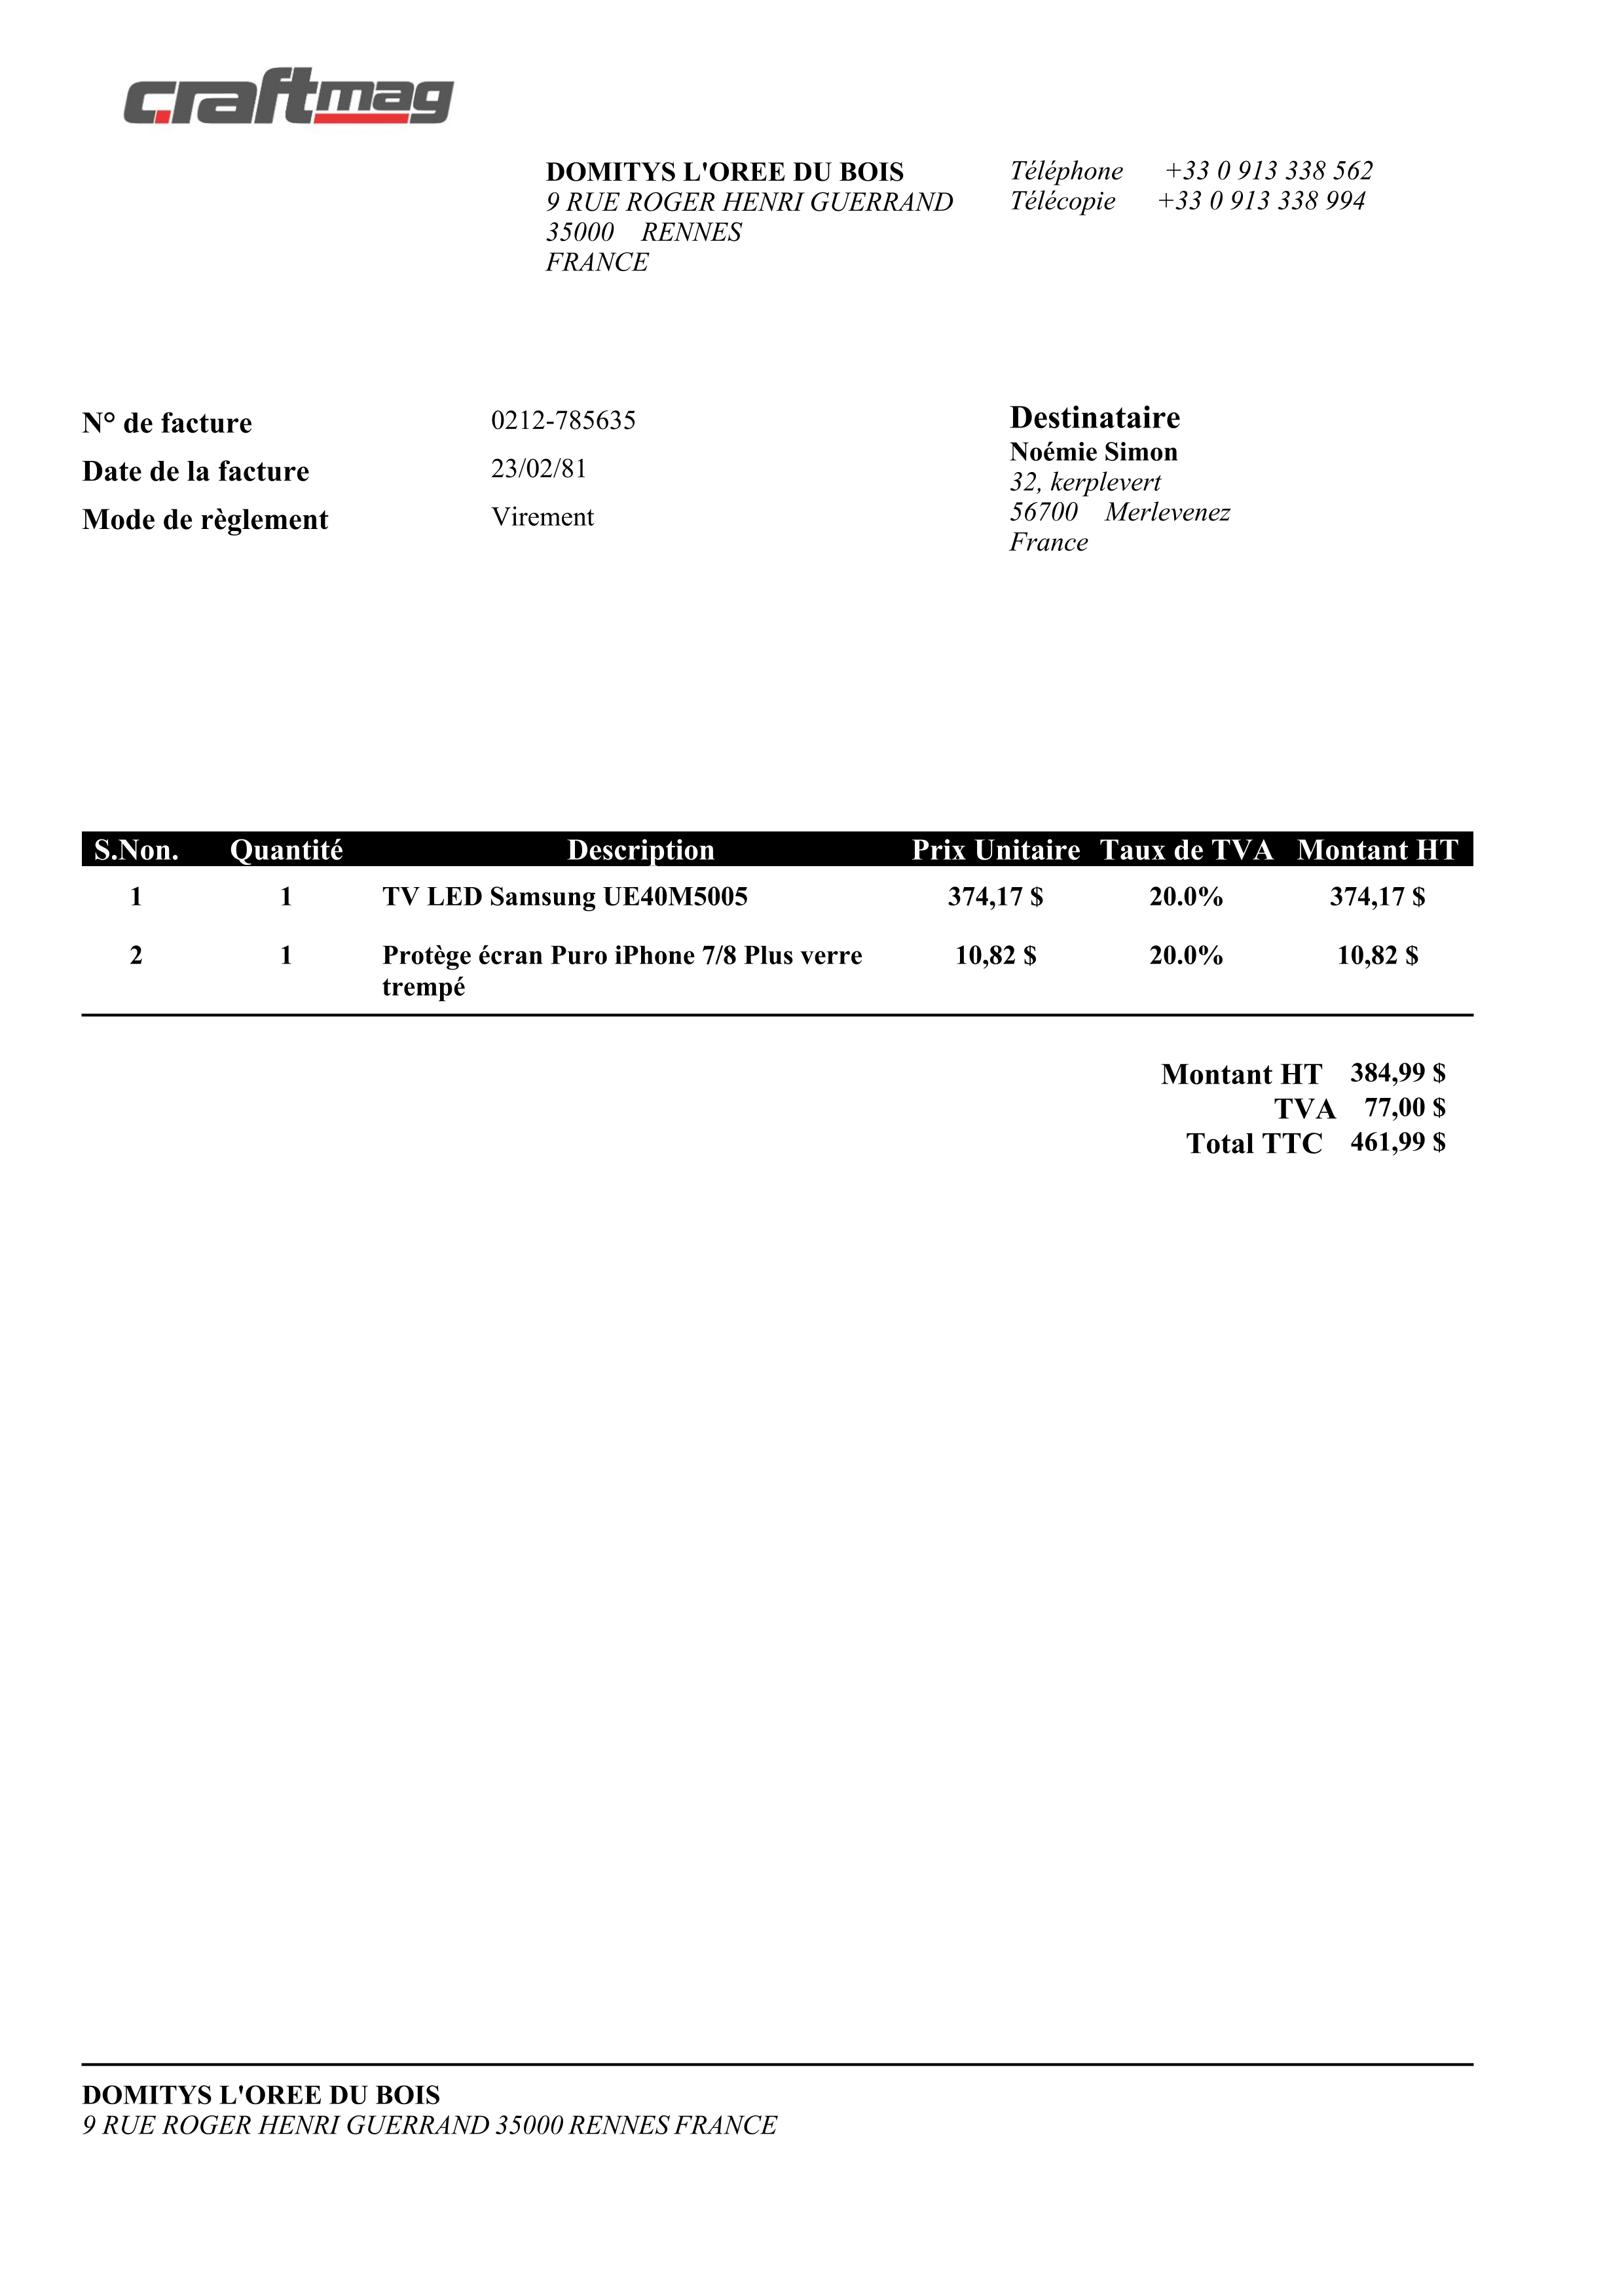 craftmag
DOMITYS L'OREE DU BOIS
9 RUE ROGER HENRI GUERRAND
35000 RENNES
FRANCE
Téléphone +33 0 913 338 562
Télécopie +33 0 913 338 994
N° de facture 0212-785635
Date de la facture 23/02/81
Mode de règlement Virement
Destinataire
Noémie Simon
32, kerplevert
56700 Merlevenez
France
S.Non. Quantité Description Prix Unitaire Taux de TVA Montant HT
1 1 TV LED Samsung UE40M5005 374,17 $ 20.0% 374,17 $
2 1 Protège écran Puro iPhone 7/8 Plus verre 10,82 $ 20.0% 10,82 $
trempé
Montant HT 384,99 $
TVA 77,00 $
Total TTC 461,99 $
DOMITYS L'OREE DU BOIS
9 RUE ROGER HENRI GUERRAND 35000 RENNES FRANCE